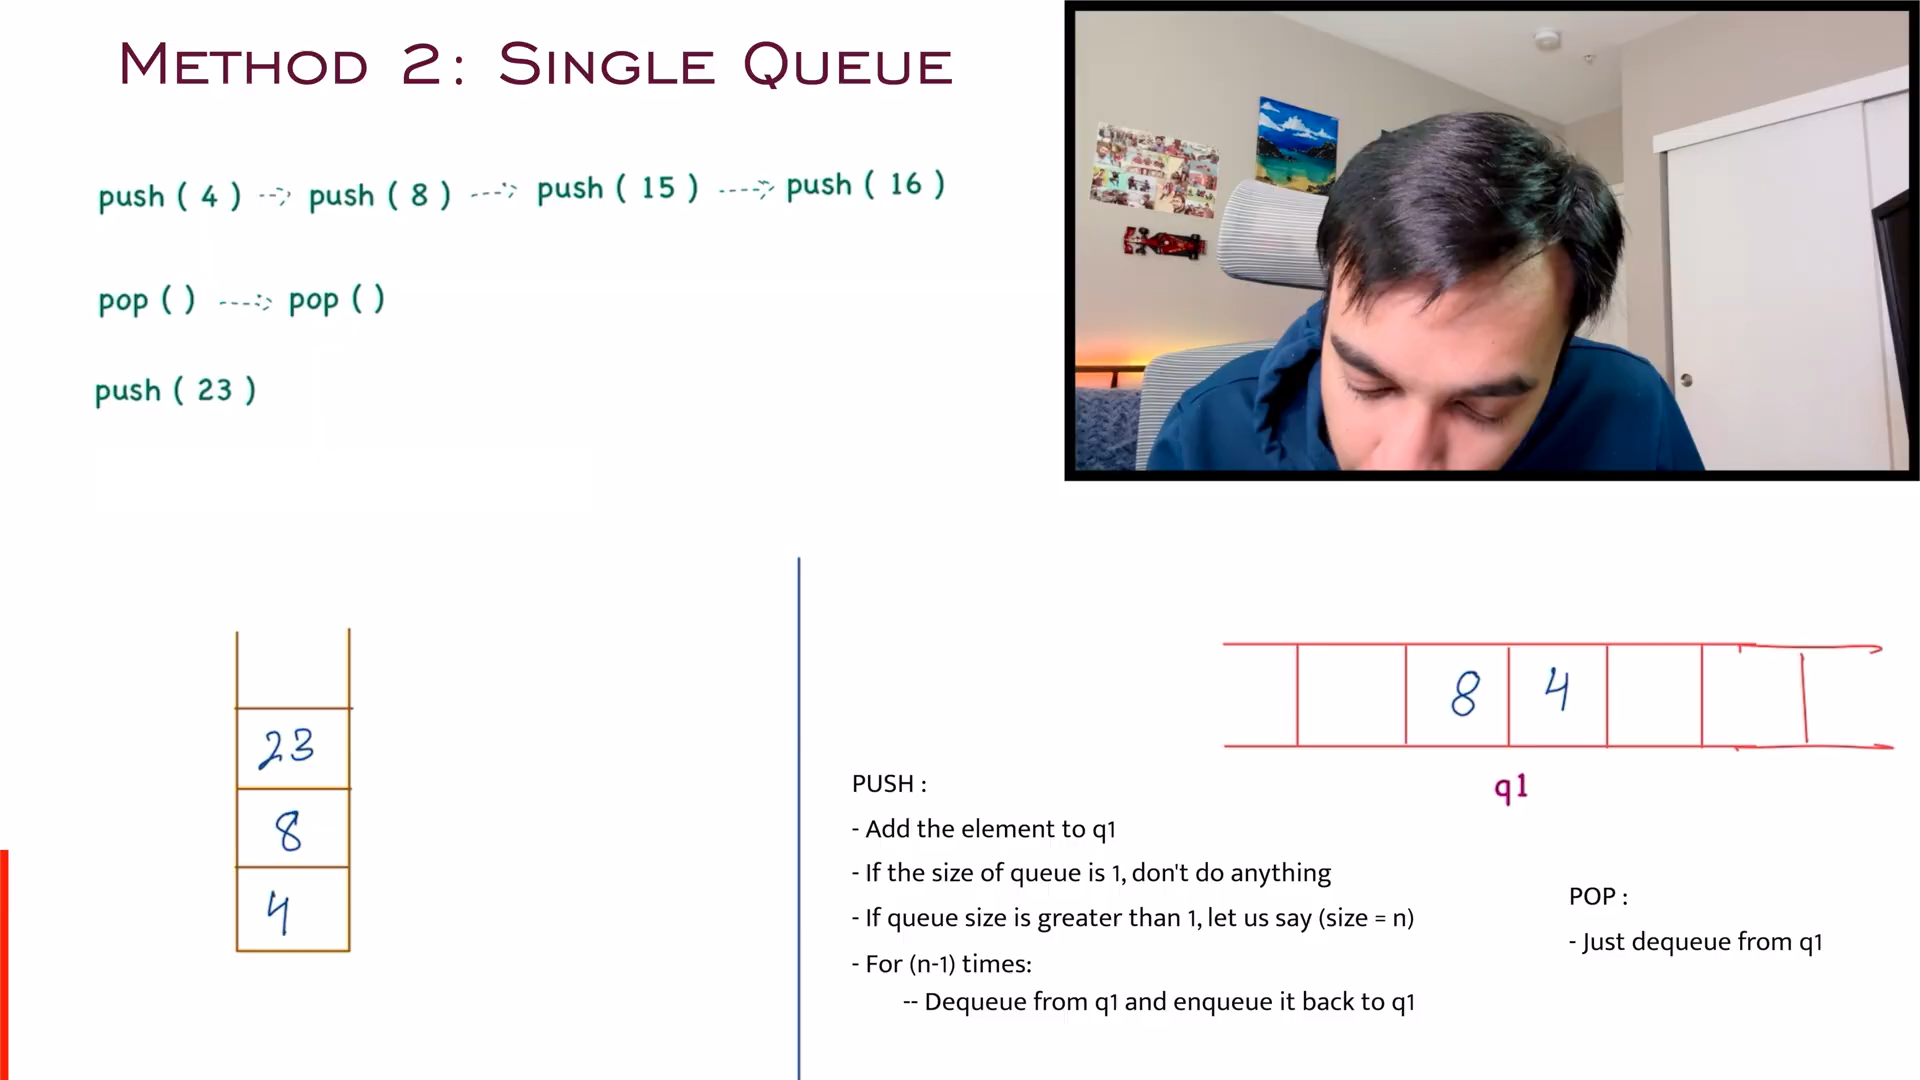 METHOD 2: SINGLE QUEUE
push ( 4 ) ---> push ( 8 ) ---> push ( 15 ) ----> push ( 16 )
pop ( ) ----> pop ( )
push ( 23 )
23
8
4
8 4
q1
PUSH :
- Add the element to q1
- If the size of queue is 1, don't do anything
- If queue size is greater than 1, let us say (size = n)
- For (n-1) times:
-- Dequeue from q1 and enqueue it back to q1
POP :
- Just dequeue from q1